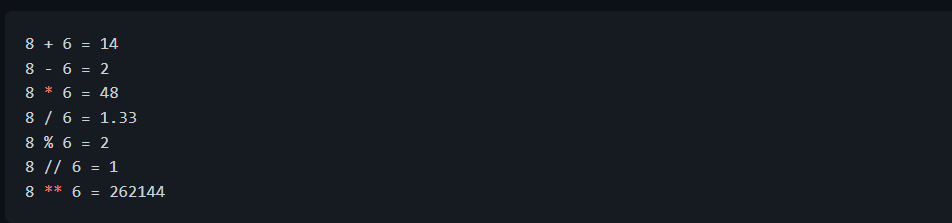 8 + 6 = 14
8 - 6 = 2
8 * 6 = 48
8 / 6 = 1.33
8 % 6 = 2
8 // 6 = 1
8 ** 6 = 262144